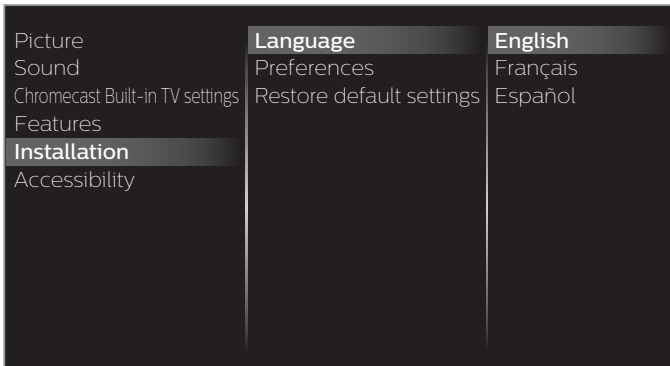 Picture
Sound
Chromecast Built-in TV settings
Features
Installation
Accessibility
Language
Preferences
Restore default settings
English
Français
Español